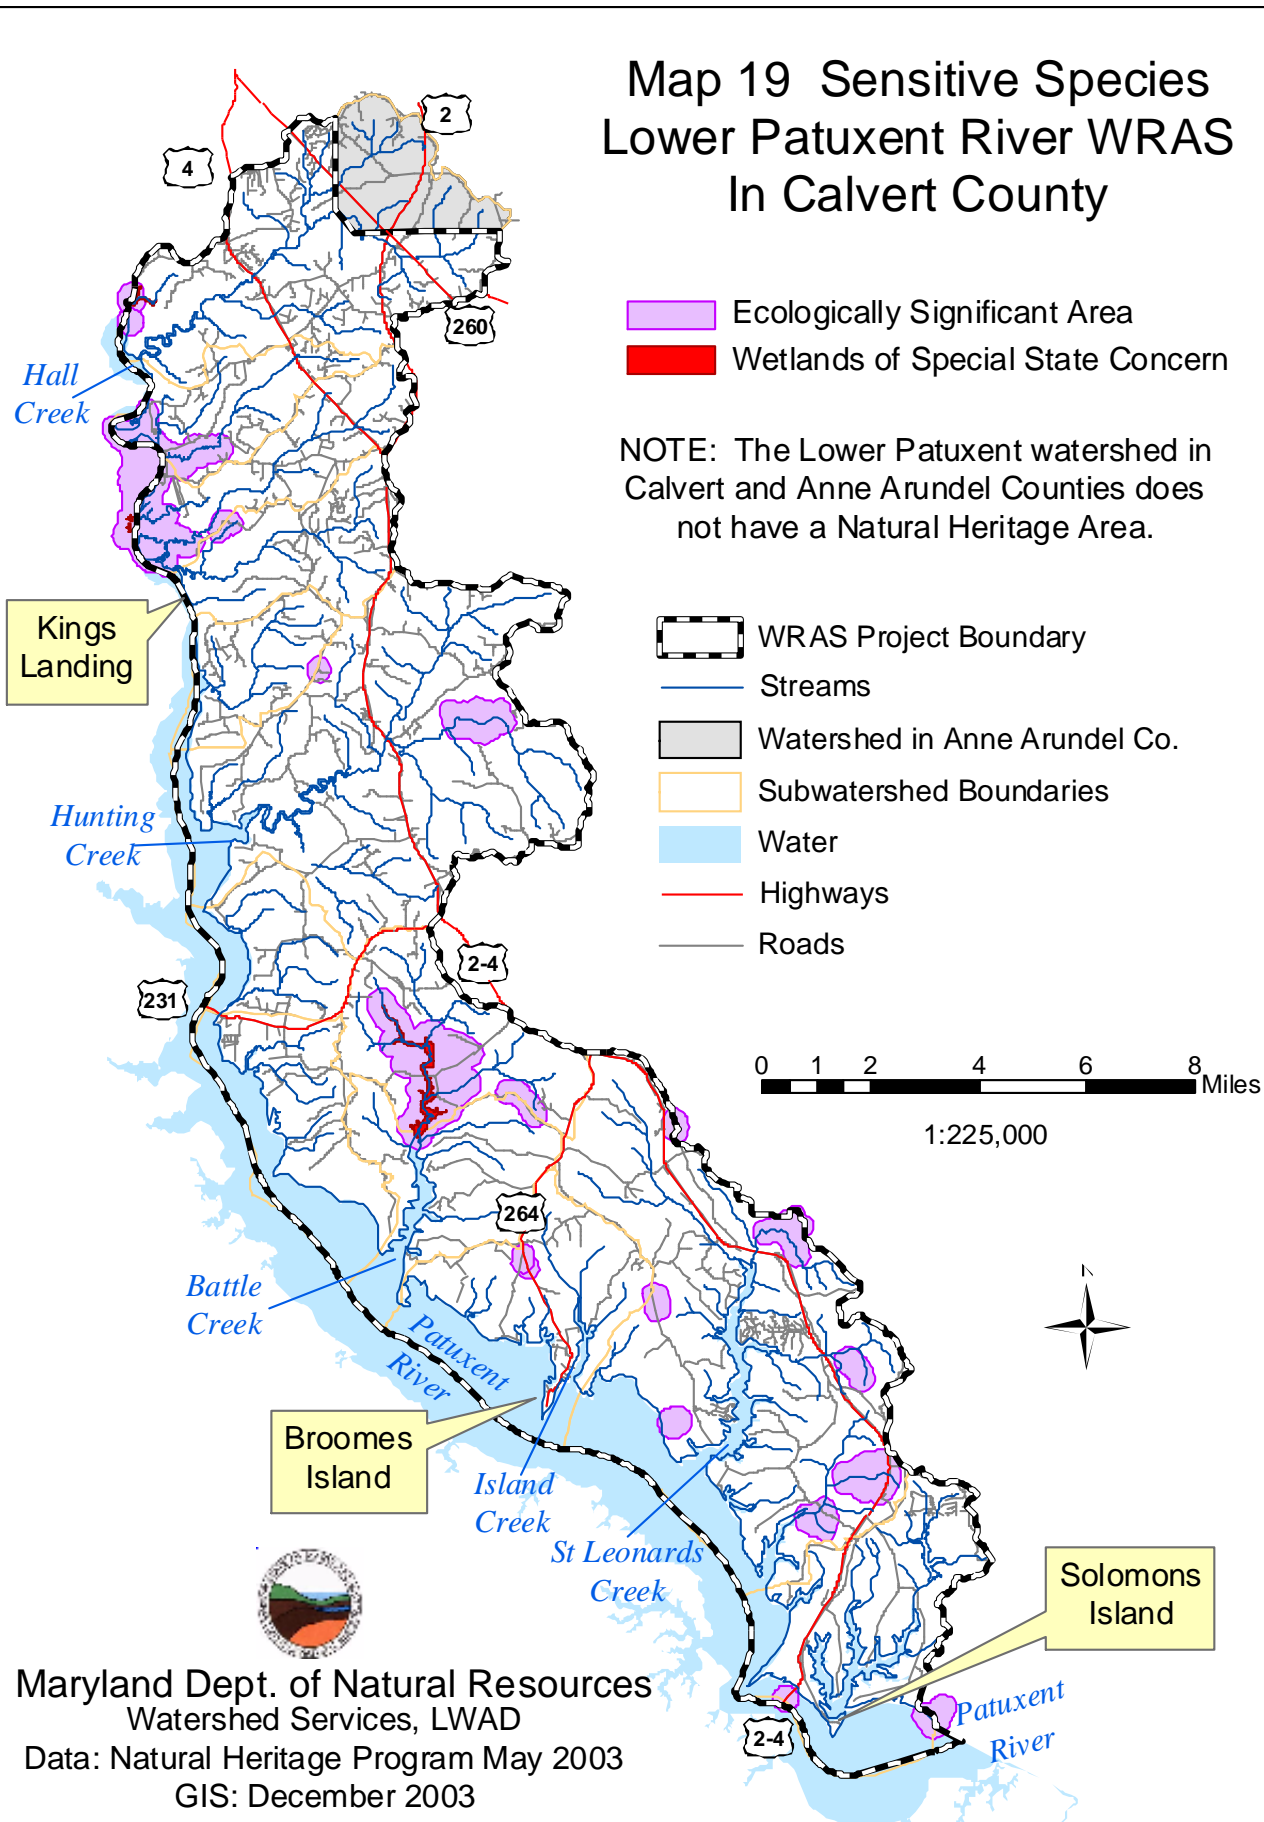 Map 19 Sensitive Species
Lower Patuxent River WRAS
In Calvert County
2
4
260
Ecologically Significant Area
Wetlands of Special State Concern
Hall
Creek
NOTE: The Lower Patuxent watershed in
Calvert and Anne Arundel Counties does
not have a Natural Heritage Area.
Kings
Landing
WRAS Project Boundary
Streams
Watershed in Anne Arundel Co.
Subwatershed Boundaries
Water
Highways
Roads
Hunting
Creek
2-4
231
0 1 2 4 6 8 Miles
1:225,000
264
Battle
Creek
Patuxent
River
N
Broomes
Island
Island
Creek
St Leonards
Creek
Solomons
Island
Patuxent
River
2-4
Maryland Dept. of Natural Resources
Watershed Services, LWAD
Data: Natural Heritage Program May 2003
GIS: December 2003